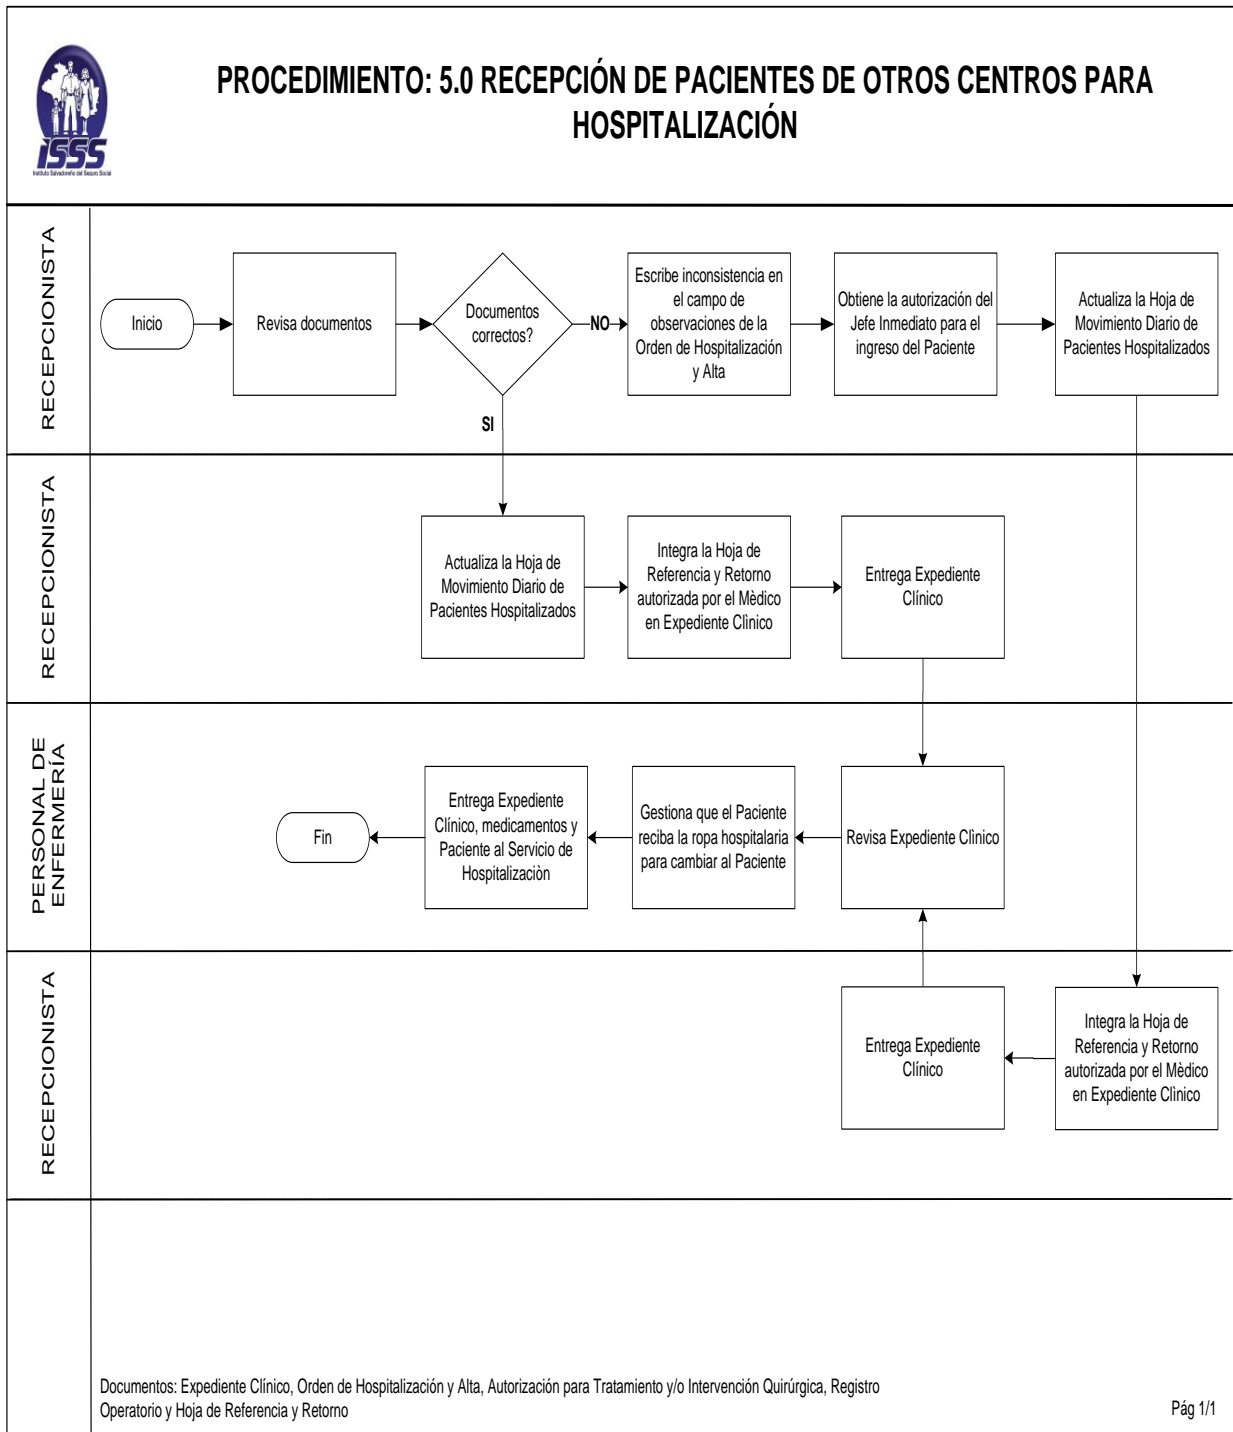 PROCEDIMIENTO: 5.0 RECEPCIÓN DE PACIENTES DE OTROS CENTROS PARA
HOSPITALIZACIÓN
ISSS
Instituto Salvadoreño del Seguro Social
RECEPCIONISTA
Inicio
Revisa documentos
Documentos
correctos?
NO
SI
Escribe inconsistencia en
el campo de
observaciones de la
Orden de Hospitalización
y Alta
Obtiene la autorización del
Jefe Inmediato para el
ingreso del Paciente
Actualiza la Hoja de
Movimiento Diario de
Pacientes Hospitalizados
RECEPCIONISTA
Actualiza la Hoja de
Movimiento Diario de
Pacientes Hospitalizados
Integra la Hoja de
Referencia y Retorno
autorizada por el Mèdico
en Expediente Clìnico
Entrega Expediente
Clínico
PERSONAL DE
ENFERMERÍA
Fin
Entrega Expediente
Clínico, medicamentos y
Paciente al Servicio de
Hospitalizaciòn
Gestiona que el Paciente
reciba la ropa hospitalaria
para cambiar al Paciente
Revisa Expediente Clìnico
RECEPCIONISTA
Entrega Expediente
Clínico
Integra la Hoja de
Referencia y Retorno
autorizada por el Mèdico
en Expediente Clìnico
Documentos: Expediente Clínico, Orden de Hospitalización y Alta, Autorización para Tratamiento y/o Intervención Quirúrgica, Registro
Operatorio y Hoja de Referencia y Retorno
Pág 1/1